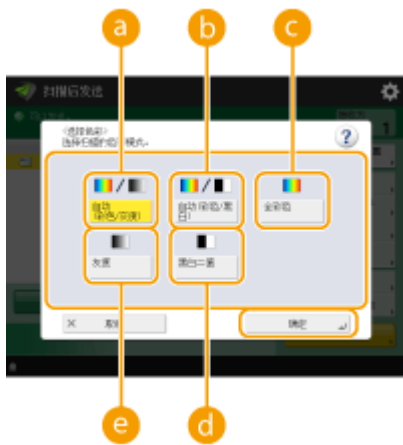 a
b
c
扫描后发送
1
<选择色彩>
选择扫描的色彩模式。
?
自动
(彩色/灰度)
自动(彩色/黑
白)
全彩色
灰度
黑白二值
取消
确定
e
d